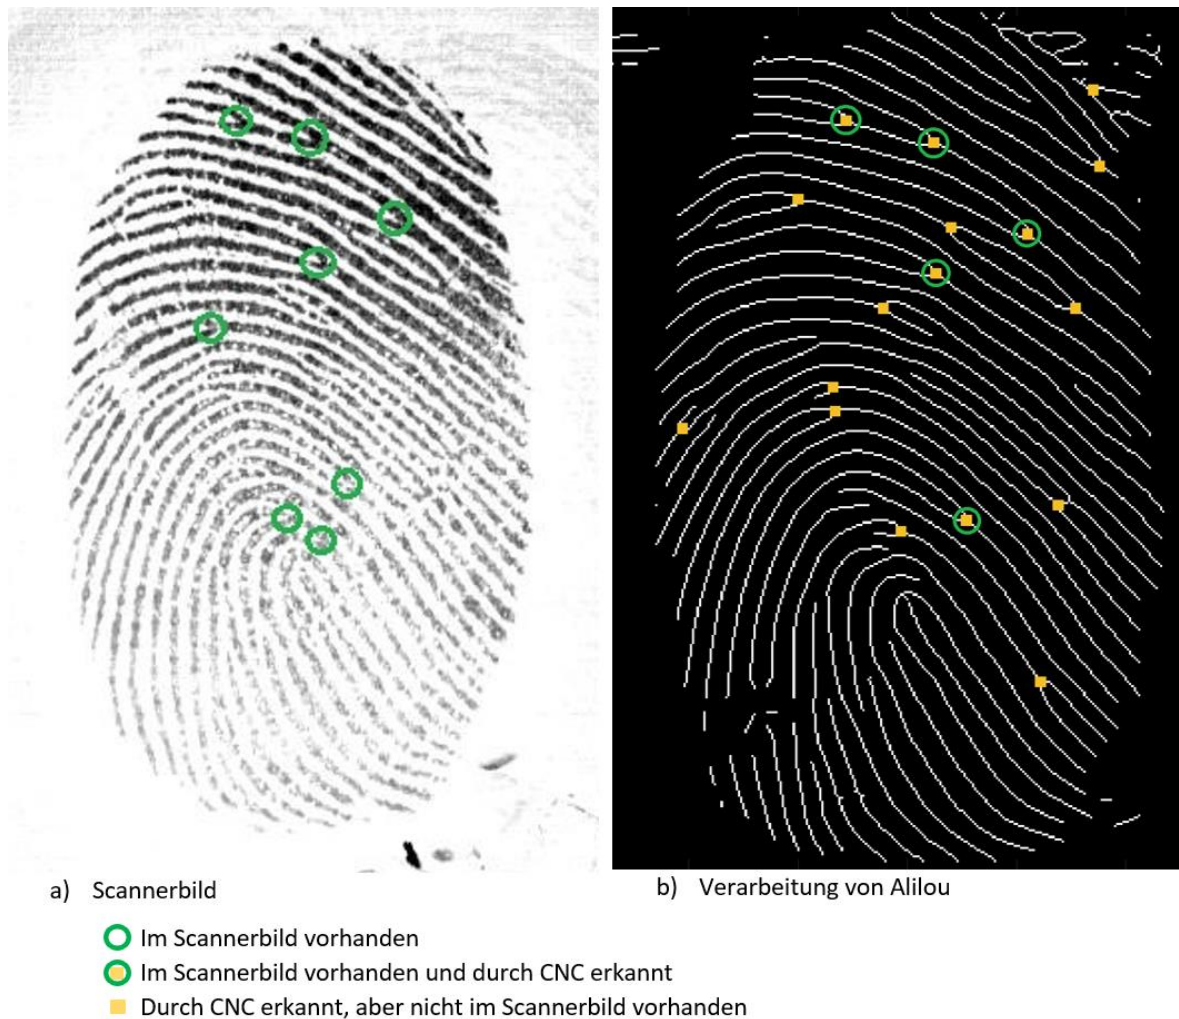 a) Scannerbild
b) Verarbeitung von Alilou
Im Scannerbild vorhanden
Im Scannerbild vorhanden und durch CNC erkannt
Durch CNC erkannt, aber nicht im Scannerbild vorhanden